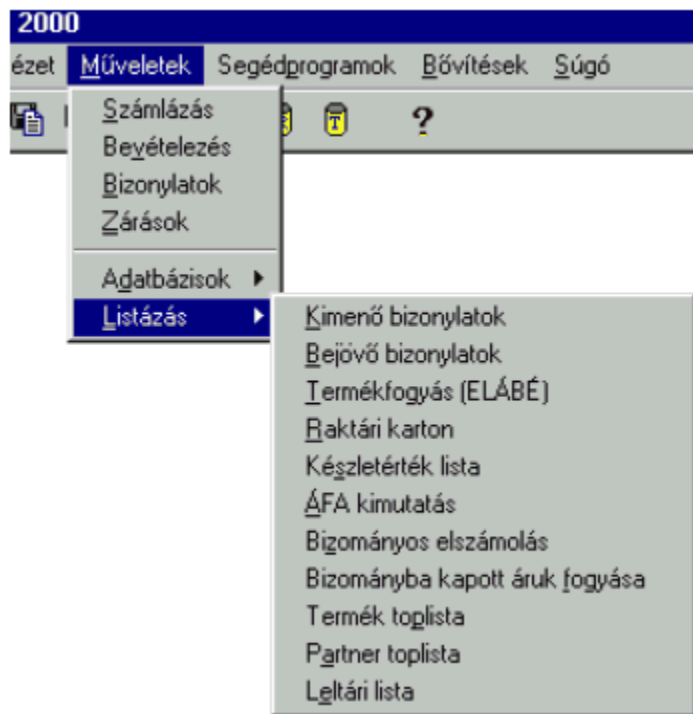 2000
ézet Műveletek Segédprogramok Bővítések Súgó
T ?
Számlázás
Bevételezés
Bizonylatok
Zárások
Adatbázisok
Listázás
Kimenő bizonylatok
Bejövő bizonylatok
Termékfogyás (ELÁBÉ)
Raktári karton
Készletérték lista
ÁFA kimutatás
Bizományos elszámolás
Bizományba kapott áruk fogyása
Termék toplista
Partner toplista
Leltári lista